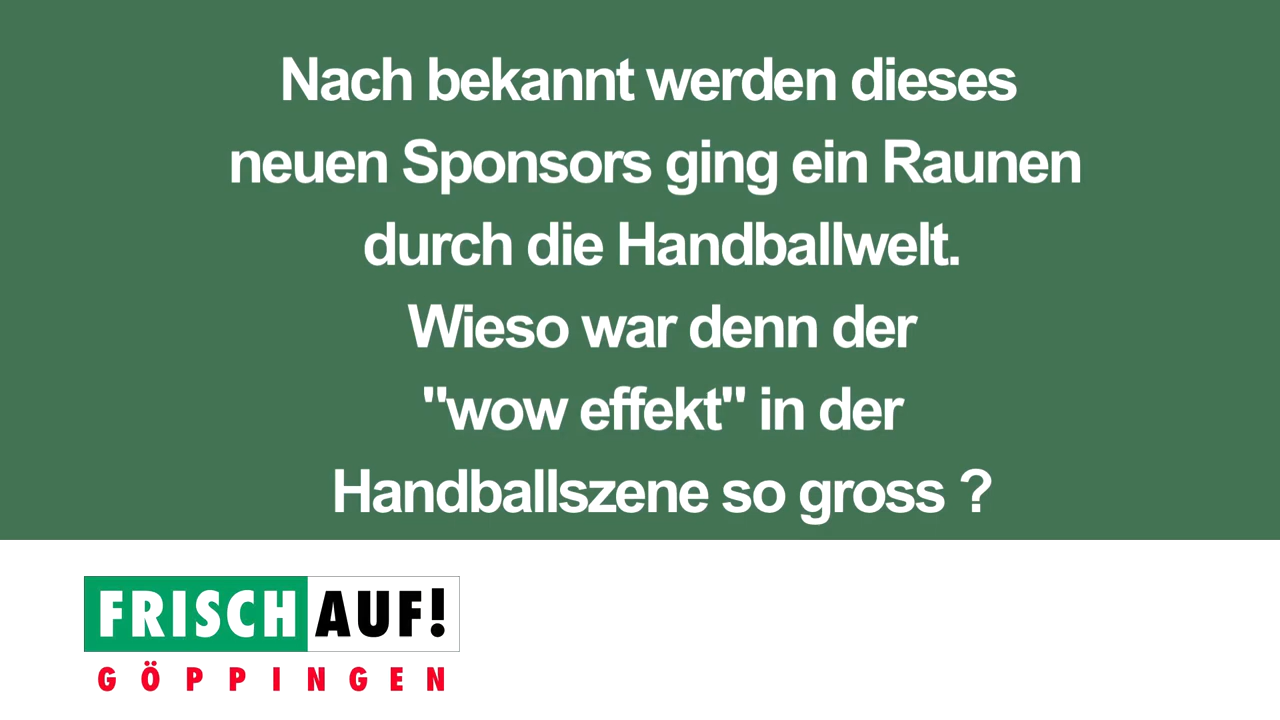 Nach bekannt werden dieses
neuen Sponsors ging ein Raunen
durch die Handballwelt.
Wieso war denn der
"wow effekt" in der
Handballszene so gross ?
FRISCH AUF!
GÖPPINGEN